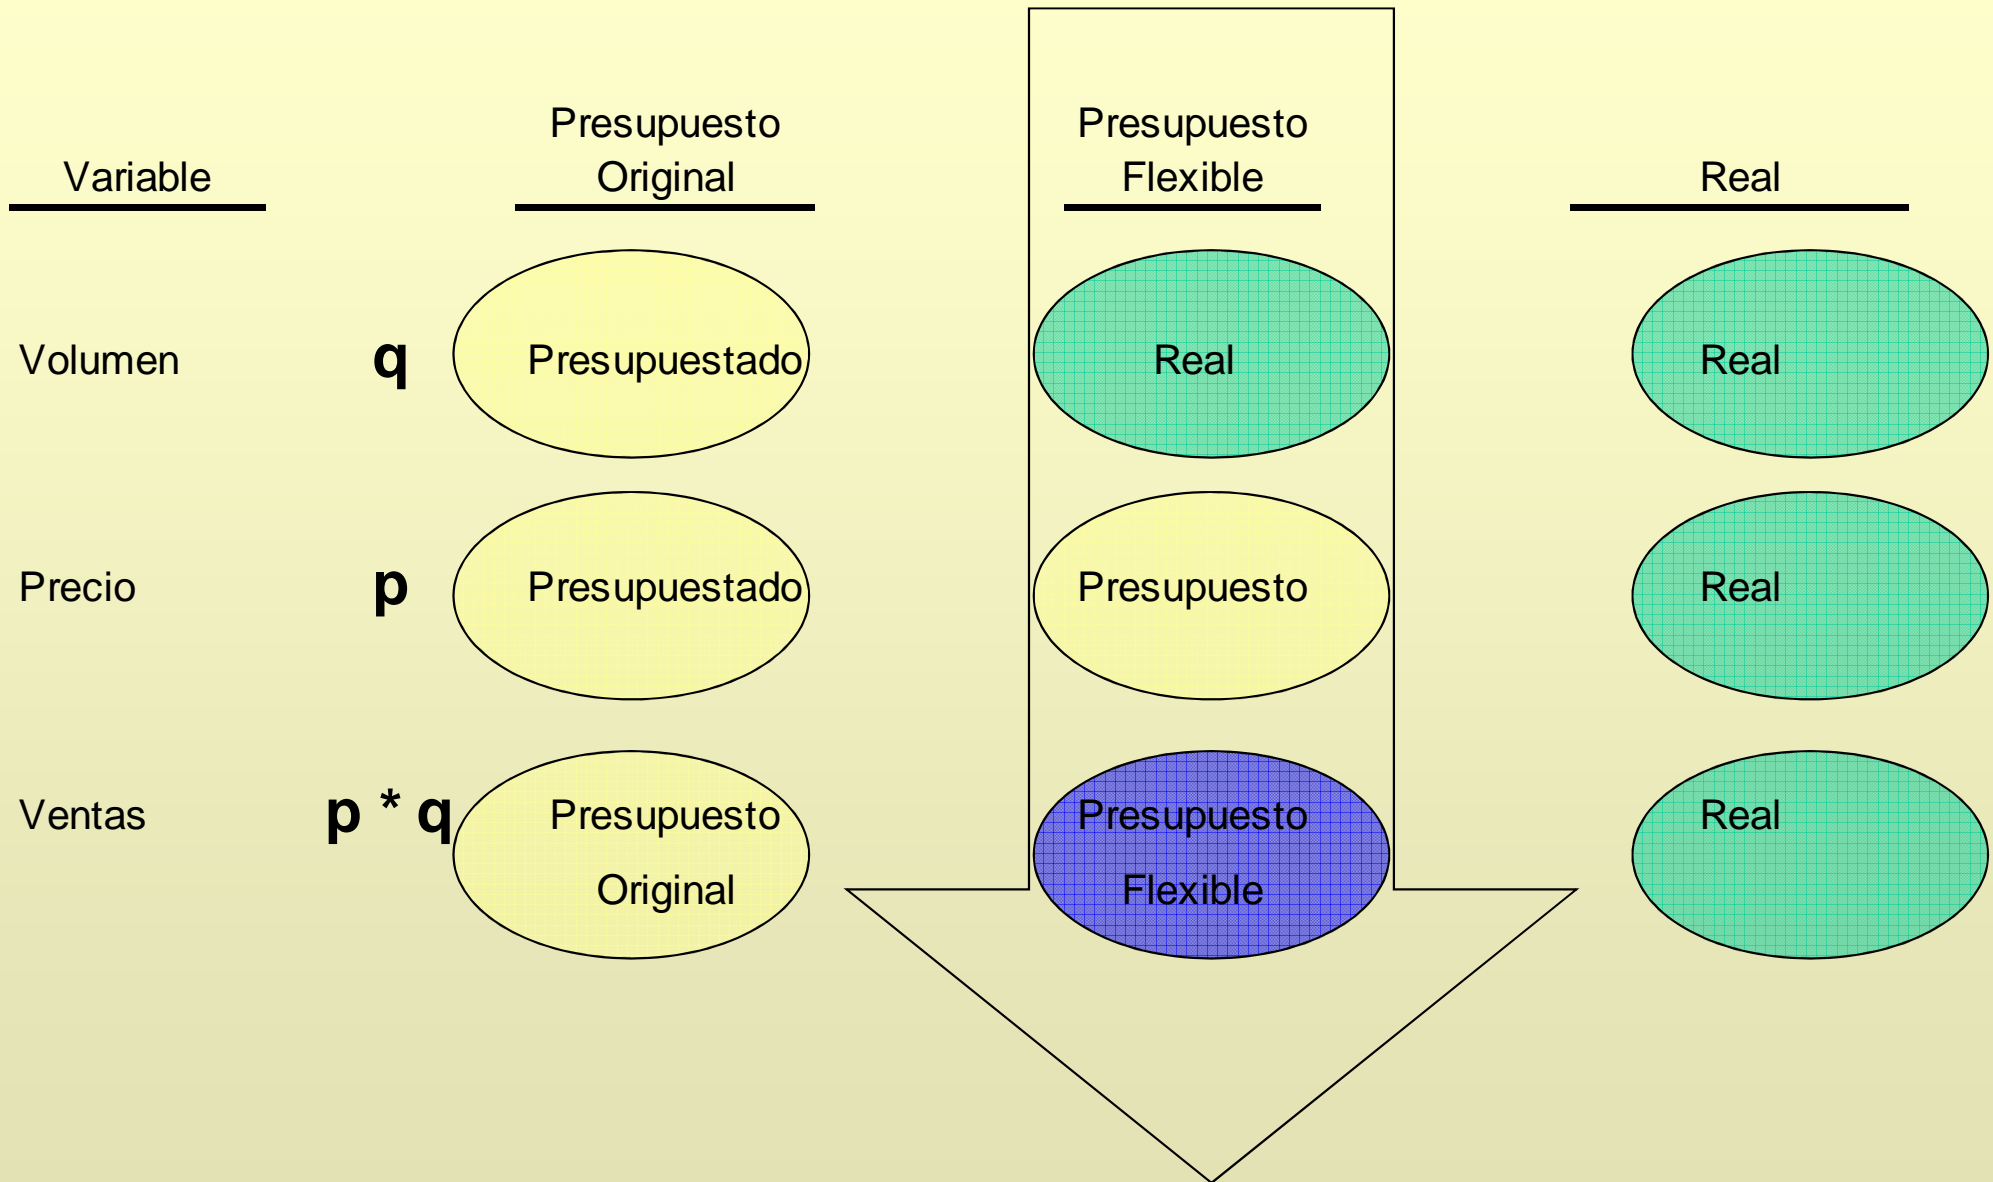 Presupuesto Presupuesto
Variable Original Flexible Real
Volumen q Presupuestado Real Real
Precio p Presupuestado Presupuesto Real
Ventas p * q Presupuesto Presupuesto Real
Original Flexible